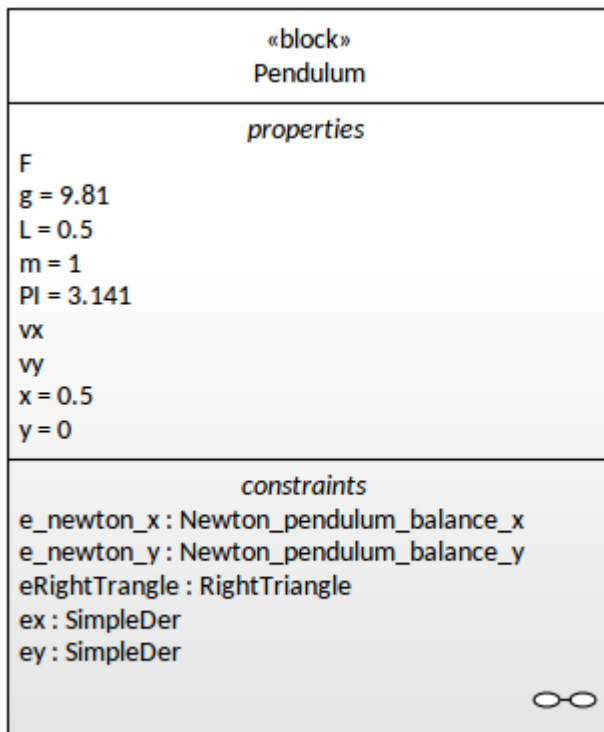 «block»
Pendulum
properties
F
g = 9.81
L = 0.5
m = 1
PI = 3.141
vx
vy
x = 0.5
y = 0
constraints
e_newton_x : Newton_pendulum_balance_x
e_newton_y : Newton_pendulum_balance_y
eRightTrangle : RightTriangle
ex : SimpleDer
ey : SimpleDer